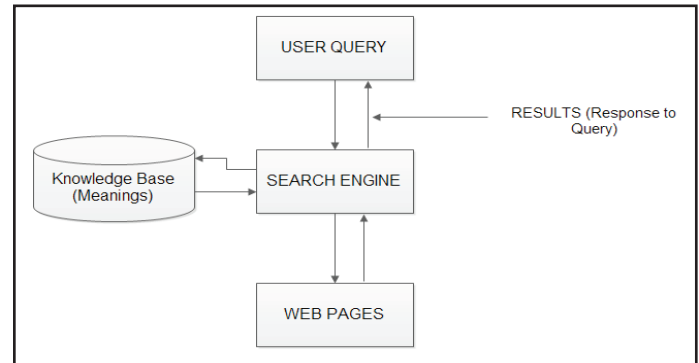 USER QUERY
RESULTS (Response to
Query)
Knowledge Base
(Meanings)
SEARCH ENGINE
WEB PAGES